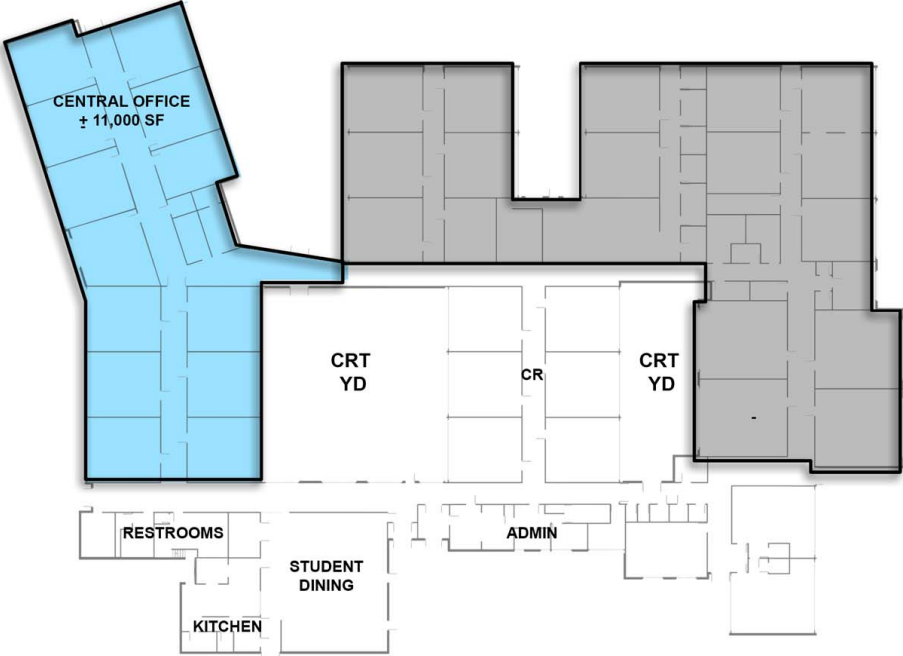 CENTRAL OFFICE
± 11,000 SF
CRT
YD
CR
CRT
YD
RESTROOMS
ADMIN
STUDENT
DINING
KITCHEN